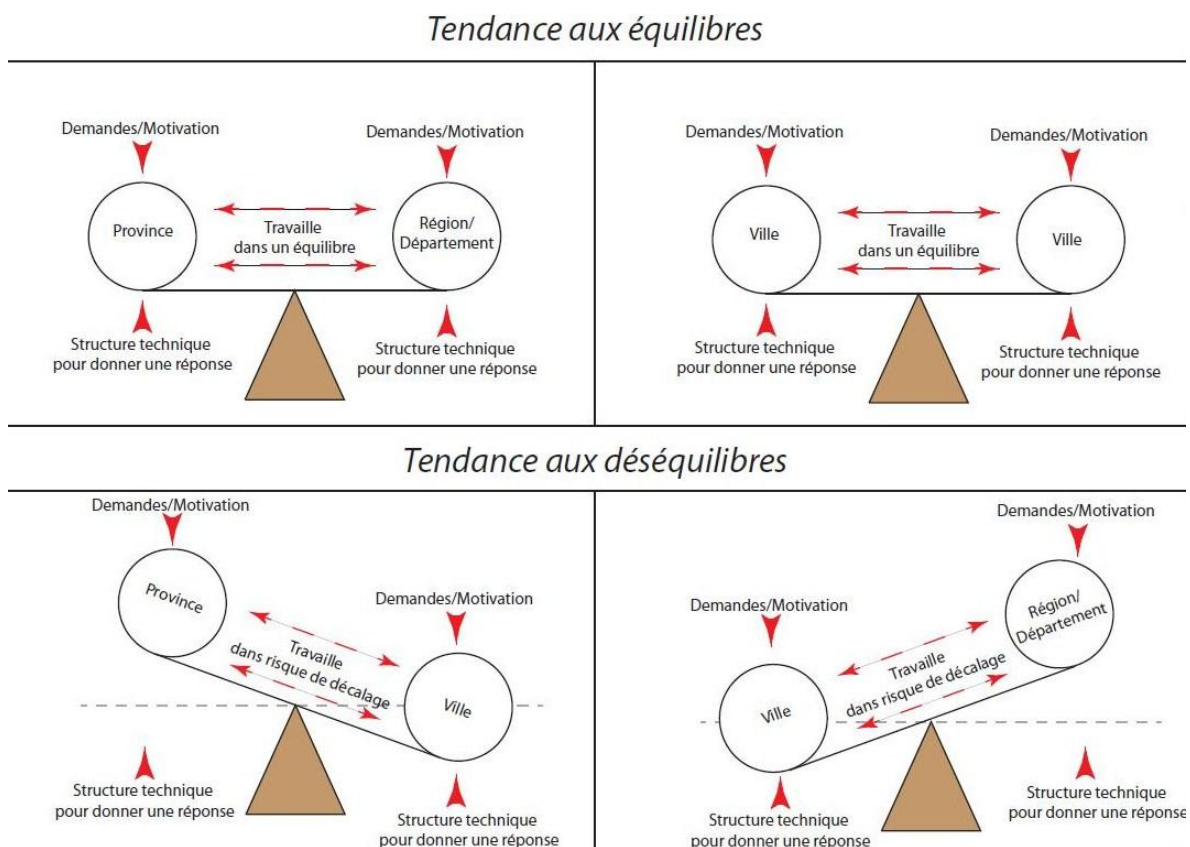 Tendance aux équilibres
Demandes/Motivation
Demandes/Motivation
Province
Travaille
dans un équilibre
Région/
Département
Structure technique
pour donner une réponse
Structure technique
pour donner une réponse
Demandes/Motivation
Demandes/Motivation
Ville
Travaille
dans un équilibre
Ville
Structure technique
pour donner une réponse
Structure technique
pour donner une réponse
Tendance aux déséquilibres
Demandes/Motivation
Demandes/Motivation
Province
Travaille
dans risque de décalage
Ville
Structure technique
pour donner une réponse
Structure technique
pour donner une réponse
Demandes/Motivation
Demandes/Motivation
Région/
Département
Travaille
dans risque de décalage
Ville
Structure technique
pour donner une réponse
Structure technique
pour donner une réponse